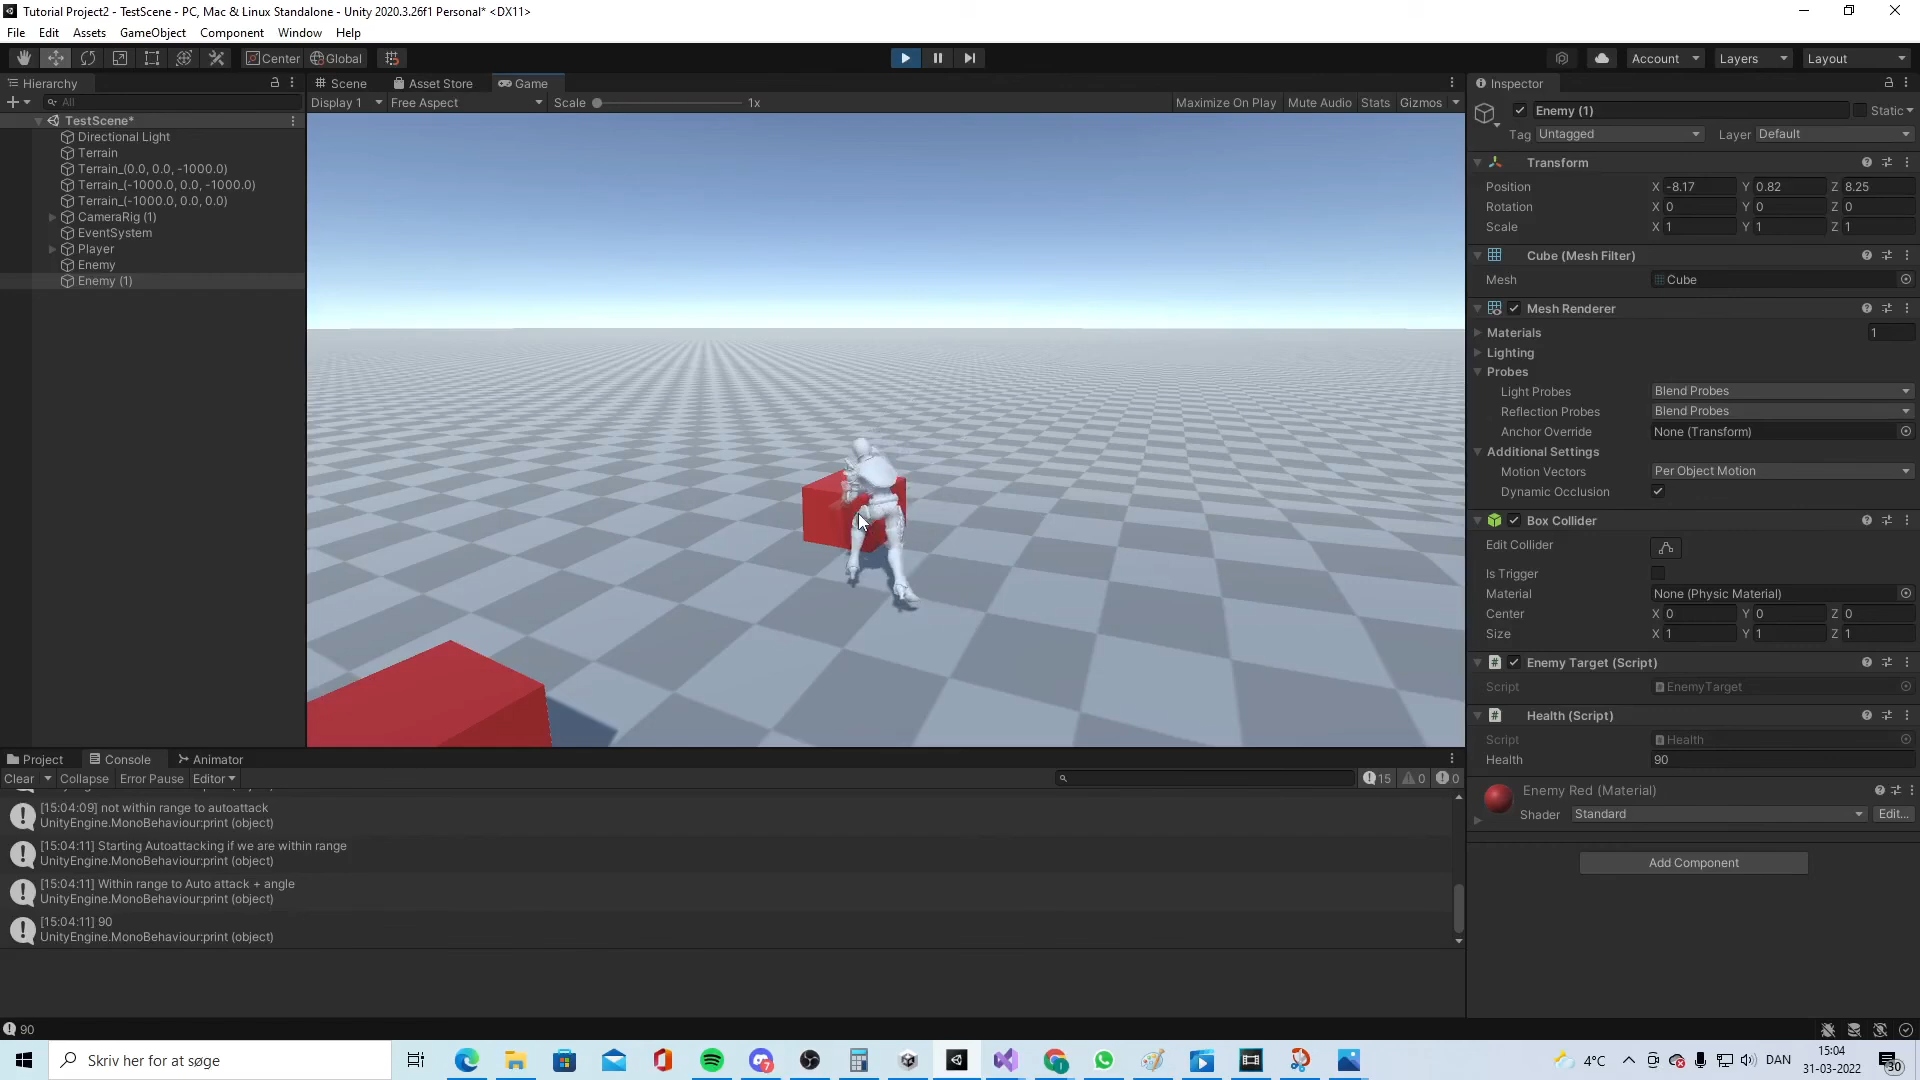 Tutorial Project2 - TestScene - PC, Mac & Linux Standalone - Unity 2020.3.26f1 Personal* <DX11>
File Edit Assets GameObject Component Window Help
Center Global Account Layers Layout
Hierarchy Scene Asset Store Game Inspector
All Display 1 Free Aspect Scale 1x Maximize On Play Mute Audio Stats Gizmos
TestScene*
Directional Light
Terrain
Terrain_(0.0, 0.0, -1000.0)
Terrain_(-1000.0, 0.0, -1000.0)
Terrain_(-1000.0, 0.0, 0.0)
CameraRig (1)
EventSystem
Player
Enemy
Enemy (1)
Enemy (1) Static
Tag Untagged Layer Default
Transform
Position X -8.17 Y 0.82 Z 8.25
Rotation X 0 Y 0 Z 0
Scale X 1 Y 1 Z 1
Cube (Mesh Filter)
Mesh Cube
Mesh Renderer
Materials 1
Lighting
Probes
Light Probes Blend Probes
Reflection Probes Blend Probes
Anchor Override None (Transform)
Additional Settings
Motion Vectors Per Object Motion
Dynamic Occlusion
Box Collider
Edit Collider
Is Trigger
Material None (Physic Material)
Center X 0 Y 0 Z 0
Size X 1 Y 1 Z 1
# Enemy Target (Script)
Script EnemyTarget
# Health (Script)
Script Health
Health 90
Enemy Red (Material)
Shader Standard Edit...
Add Component
Project Console Animator
Clear Collapse Error Pause Editor 15 0 0
[15:04:09] not within range to autoattack
UnityEngine.MonoBehaviour:print (object)
[15:04:11] Starting Autoattacking if we are within range
UnityEngine.MonoBehaviour:print (object)
[15:04:11] Within range to Auto attack + angle
UnityEngine.MonoBehaviour:print (object)
[15:04:11] 90
UnityEngine.MonoBehaviour:print (object)
90
Skriv her for at søge 4°C DAN 15:04
31-03-2022 30